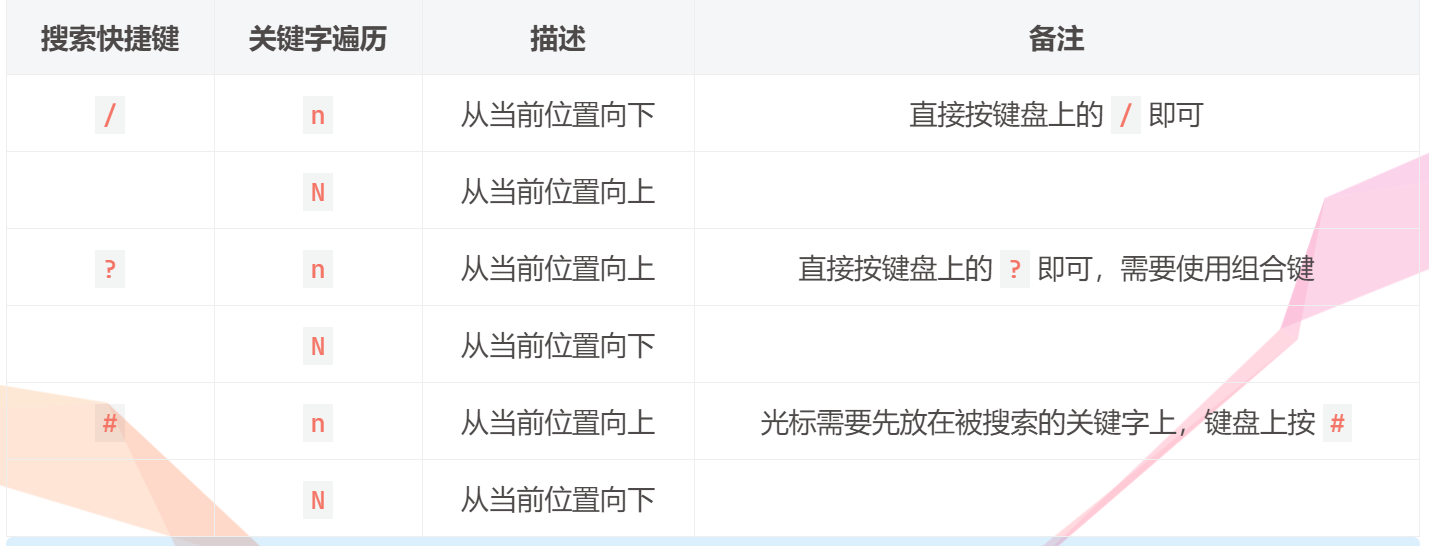 搜索快捷键 关键字遍历 描述 备注
/ n 从当前位置向下 直接按键盘上的 / 即可
N 从当前位置向上
? n 从当前位置向上 直接按键盘上的 ? 即可，需要使用组合键
N 从当前位置向下
# n 从当前位置向上 光标需要先放在被搜索的关键字上，键盘上按 #
N 从当前位置向下